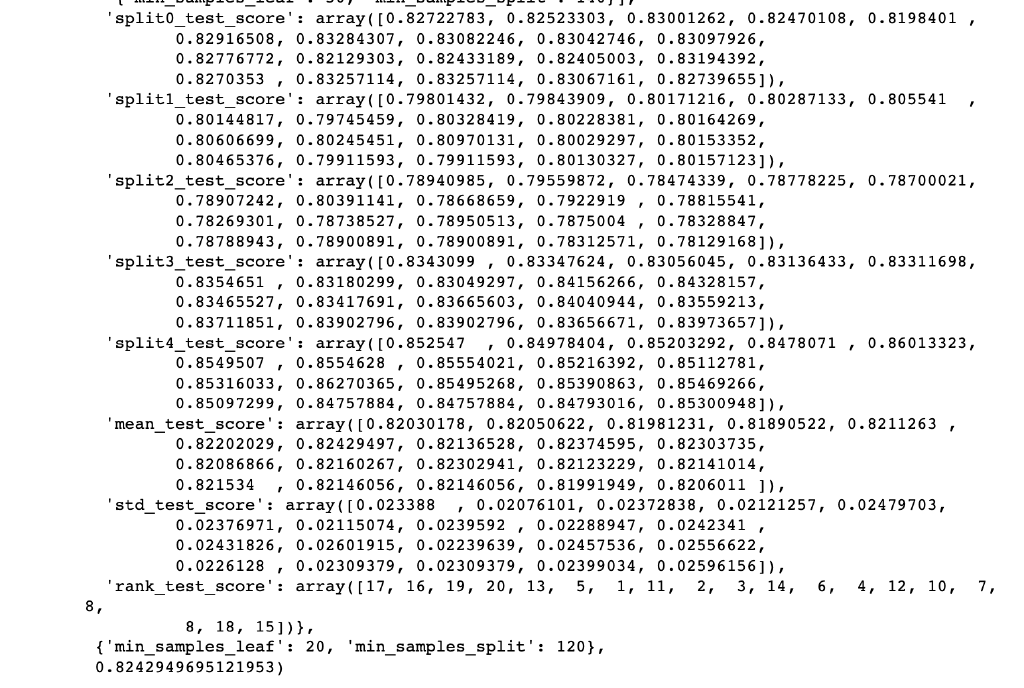 {'min_samples_leaf': 50, 'min_samples_split': 140}],
'split0_test_score': array([0.82722783, 0.82523303, 0.83001262, 0.82470108, 0.8198401 ,
0.82916508, 0.83284307, 0.83082246, 0.83042746, 0.83097926,
0.82776772, 0.82129303, 0.82433189, 0.82405003, 0.83194392,
0.8270353 , 0.83257114, 0.83257114, 0.83067161, 0.82739655]),
'split1_test_score': array([0.79801432, 0.79843909, 0.80171216, 0.80287133, 0.805541  ,
0.80144817, 0.79745459, 0.80328419, 0.80228381, 0.80164269,
0.80606699, 0.80245451, 0.80970131, 0.80029297, 0.80153352,
0.80465376, 0.79911593, 0.79911593, 0.80130327, 0.80157123]),
'split2_test_score': array([0.78940985, 0.79559872, 0.78474339, 0.78778225, 0.78700021,
0.78907242, 0.80391141, 0.78668659, 0.7922919 , 0.78815541,
0.78269301, 0.78738527, 0.78950513, 0.7875004 , 0.78328847,
0.78788943, 0.78900891, 0.78900891, 0.78312571, 0.78129168]),
'split3_test_score': array([0.8343099 , 0.83347624, 0.83056045, 0.83136433, 0.83311698,
0.8354651 , 0.83180299, 0.83049297, 0.84156266, 0.84328157,
0.83465527, 0.83417691, 0.83665603, 0.84040944, 0.83559213,
0.83711851, 0.83902796, 0.83902796, 0.83656671, 0.83973657]),
'split4_test_score': array([0.852547  , 0.84978404, 0.85203292, 0.8478071 , 0.86013323,
0.8549507 , 0.8554628 , 0.85554021, 0.85216392, 0.85112781,
0.85316033, 0.86270365, 0.85495268, 0.85390863, 0.85469266,
0.85097299, 0.84757884, 0.84757884, 0.84793016, 0.85300948]),
'mean_test_score': array([0.82030178, 0.82050622, 0.81981231, 0.81890522, 0.8211263 ,
0.82202029, 0.82429497, 0.82136528, 0.82374595, 0.82303735,
0.82086866, 0.82160267, 0.82302941, 0.82123229, 0.82141014,
0.821534  , 0.82146056, 0.82146056, 0.81991949, 0.8206011 ]),
'std_test_score': array([0.023388  , 0.02076101, 0.02372838, 0.02121257, 0.02479703,
0.02376971, 0.02115074, 0.0239592 , 0.02288947, 0.0242341 ,
0.02431826, 0.02601915, 0.02239639, 0.02457536, 0.02556622,
0.0226128 , 0.02309379, 0.02309379, 0.02399034, 0.02596156]),
'rank_test_score': array([17, 16, 19, 20, 13,  5,  1, 11,  2,  3, 14,  6,  4, 12, 10,  7,
8,
8, 18, 15])},
{'min_samples_leaf': 20, 'min_samples_split': 120},
0.8242949695121953)